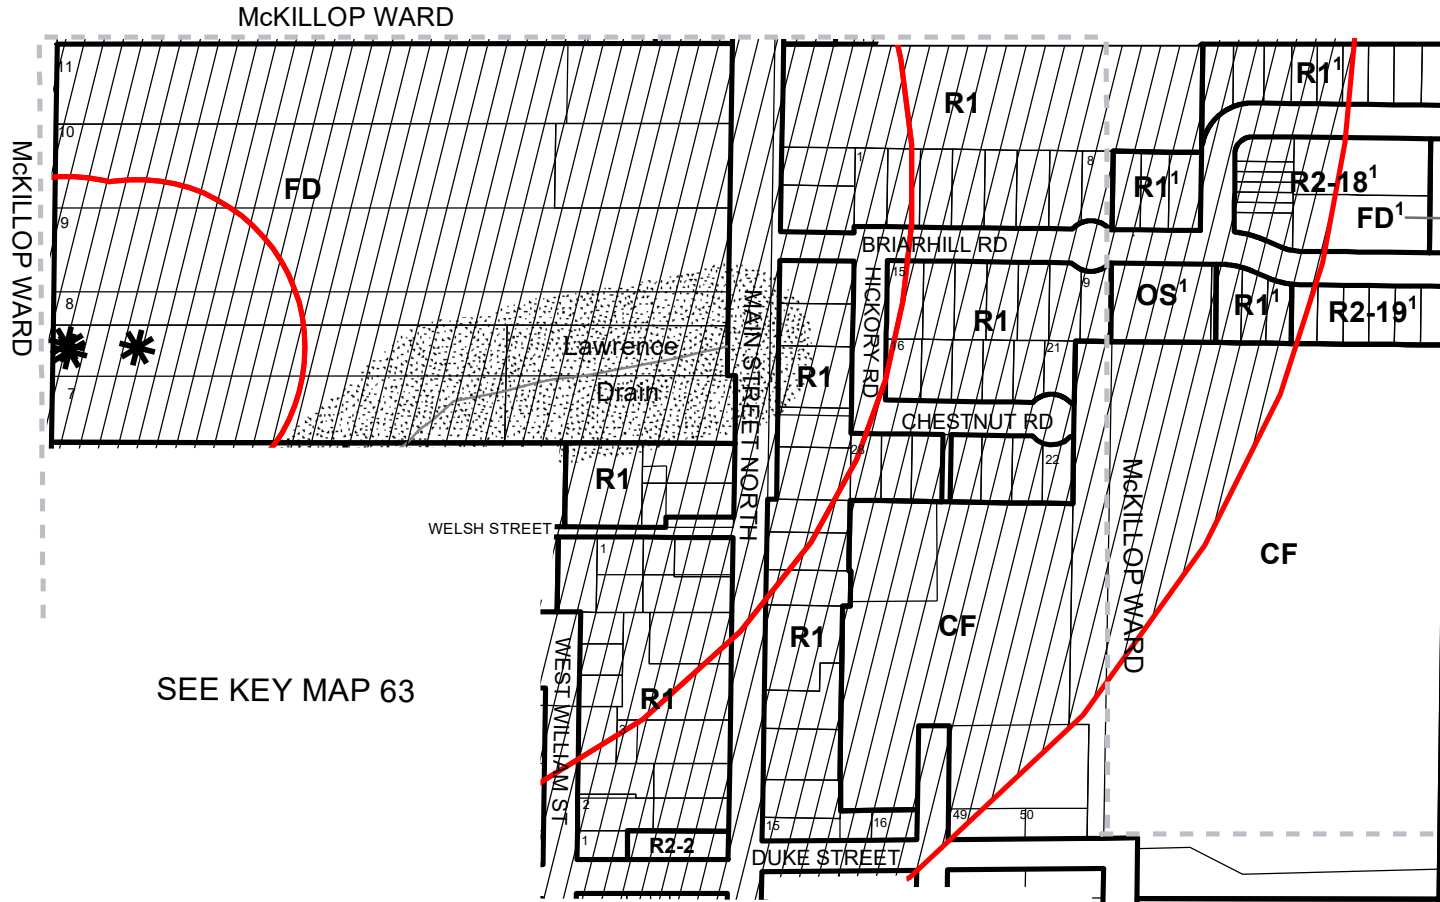 McKILLOP WARD
11
R1¹
R1
10
McKILLOP WARD
1
8
R1¹
R2-18¹
FD
FD¹
9
BRIARHILL RD
15
9
HICKORY RD
OS¹
R1¹
R2-19¹
8
MAIN STREET NORTH
R1
Lawrence
16
21
R1
7
Drain
CHESTNUT RD
28
22
McKILLOP WARD
R1
WELSH STREET
1
CF
CF
R1
WEST WILLIAM ST
SEE KEY MAP 63
R1
3
2
15
16
49
50
1
R2-2
DUKE STREET